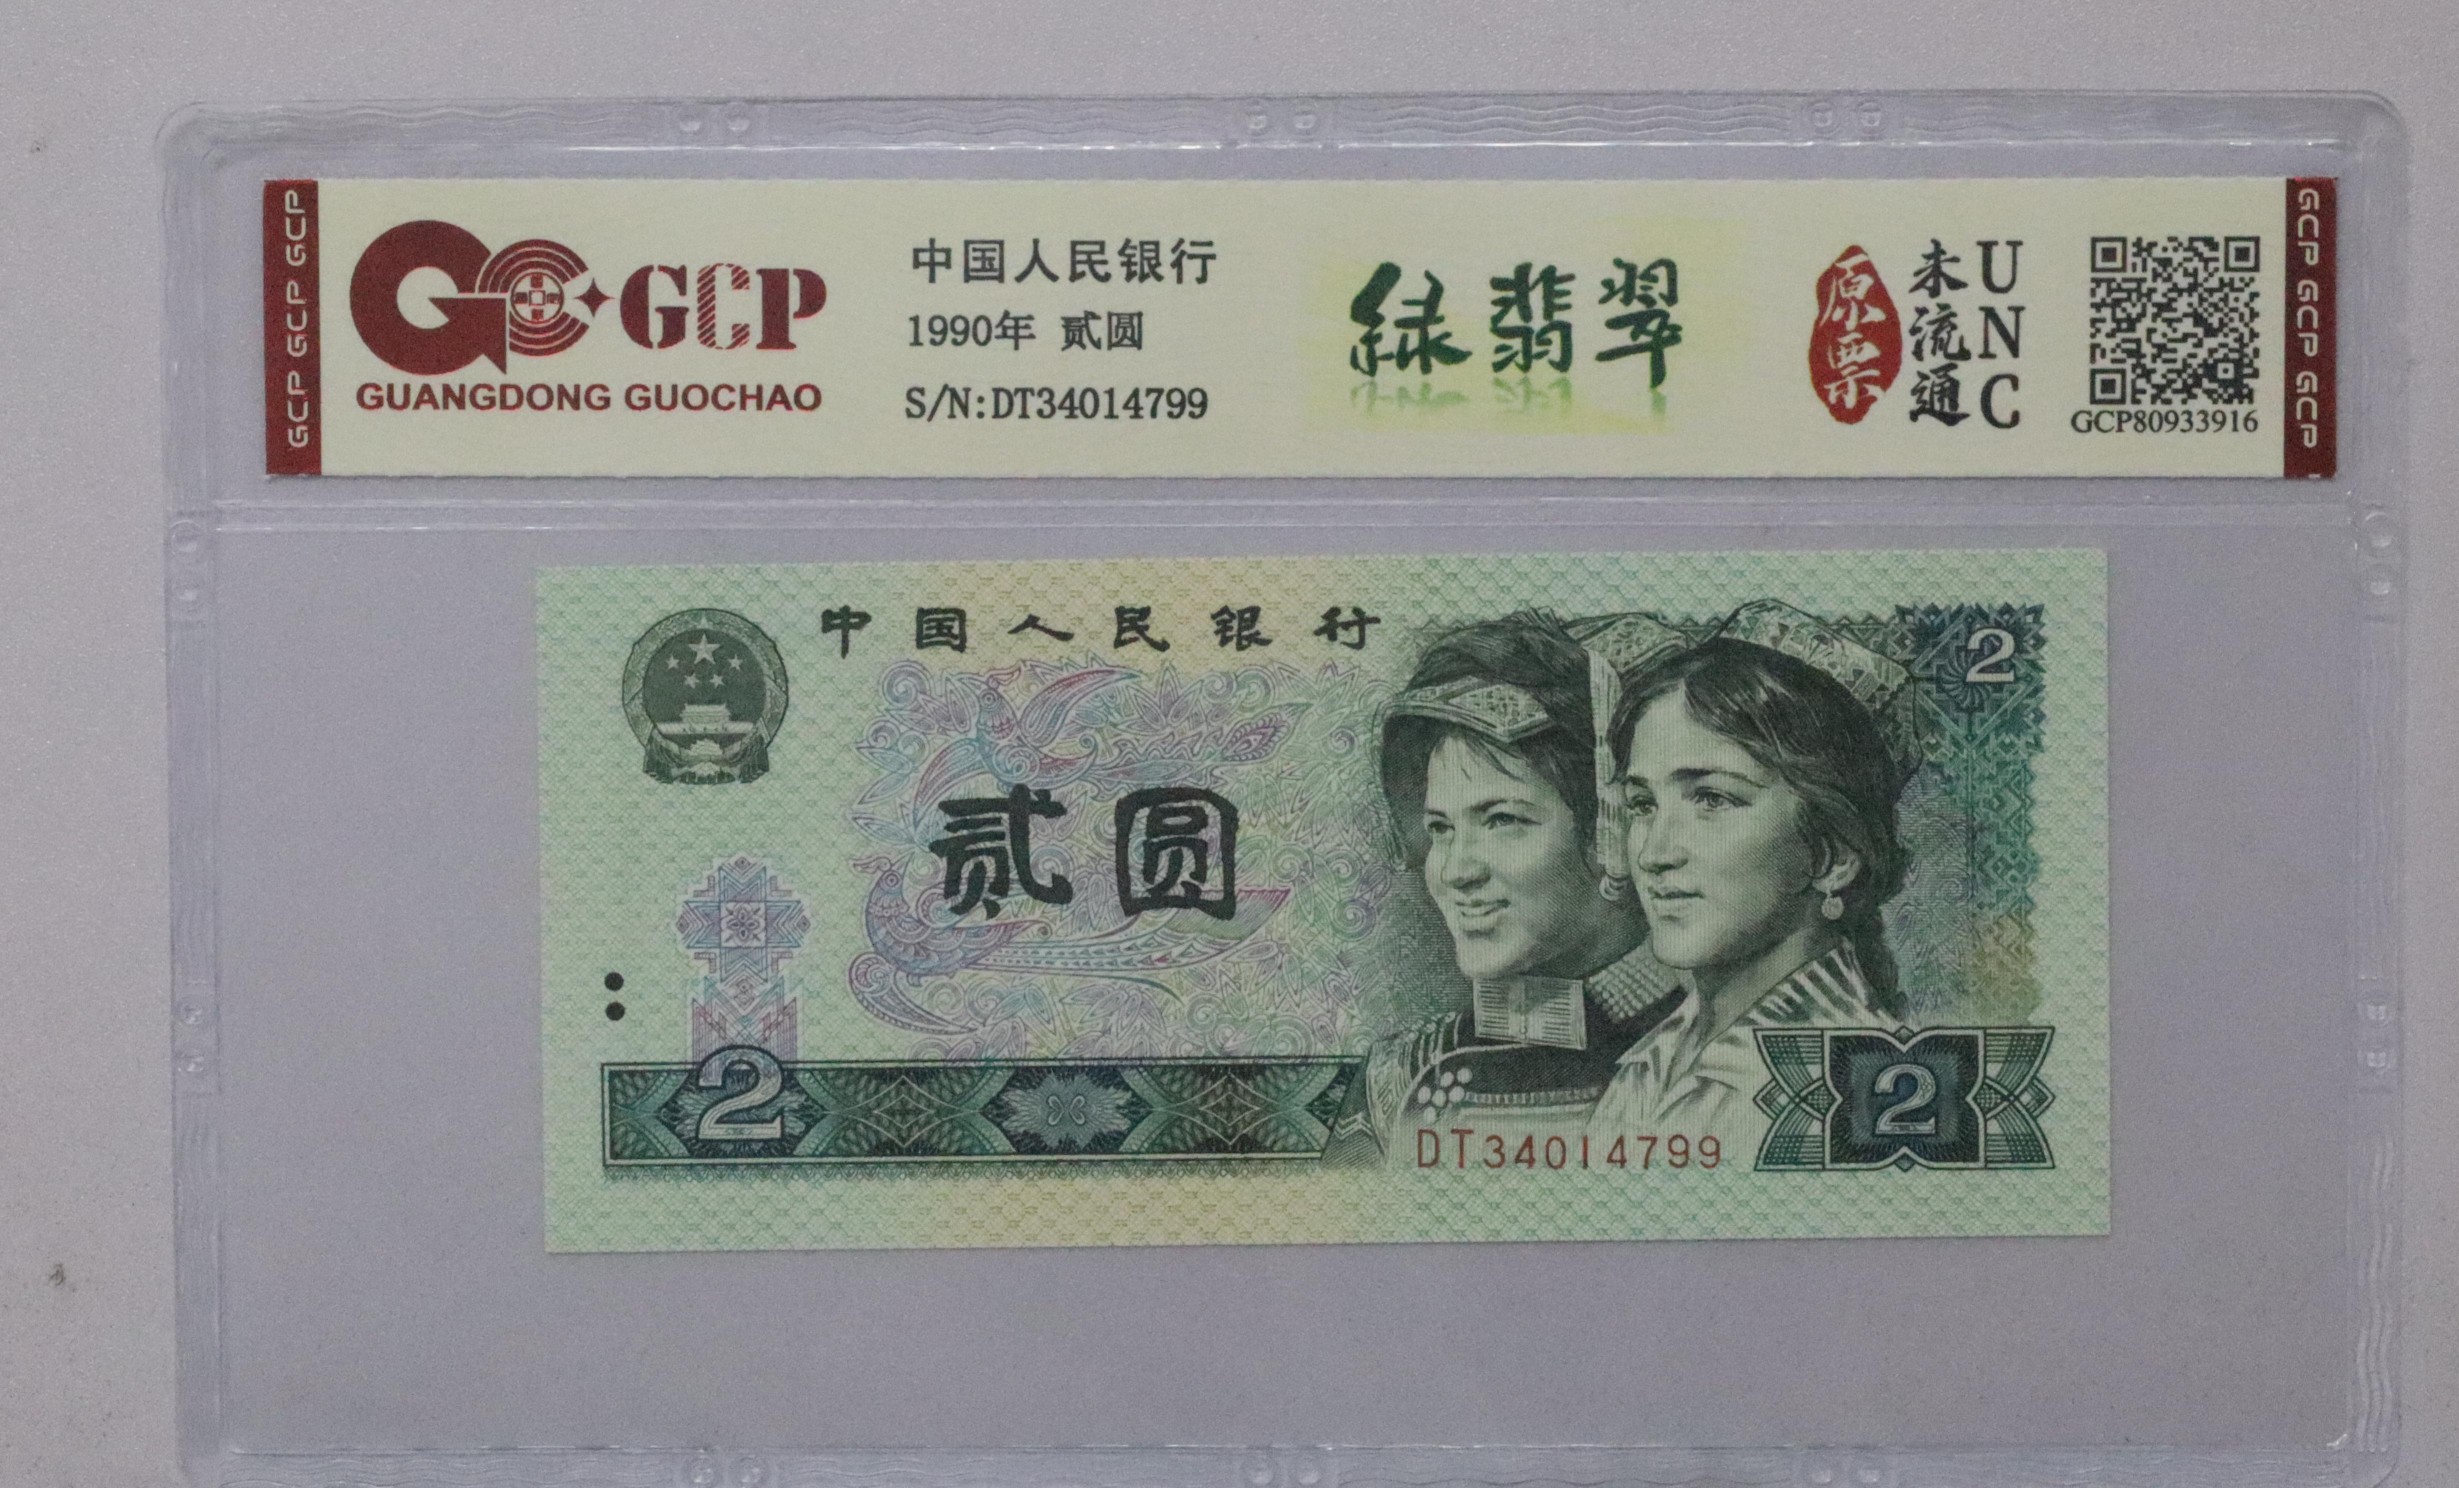 GCP GCP GCP
GCP
GUANGDONG GUOCHAO
中国人民银行
1990年 贰圆
S/N:DT34014799
绿翡翠
原票
未流通
UNC
GCP80933916
GCP GCP GCP
中国人民银行
2
贰圆
2
DT34014799
2